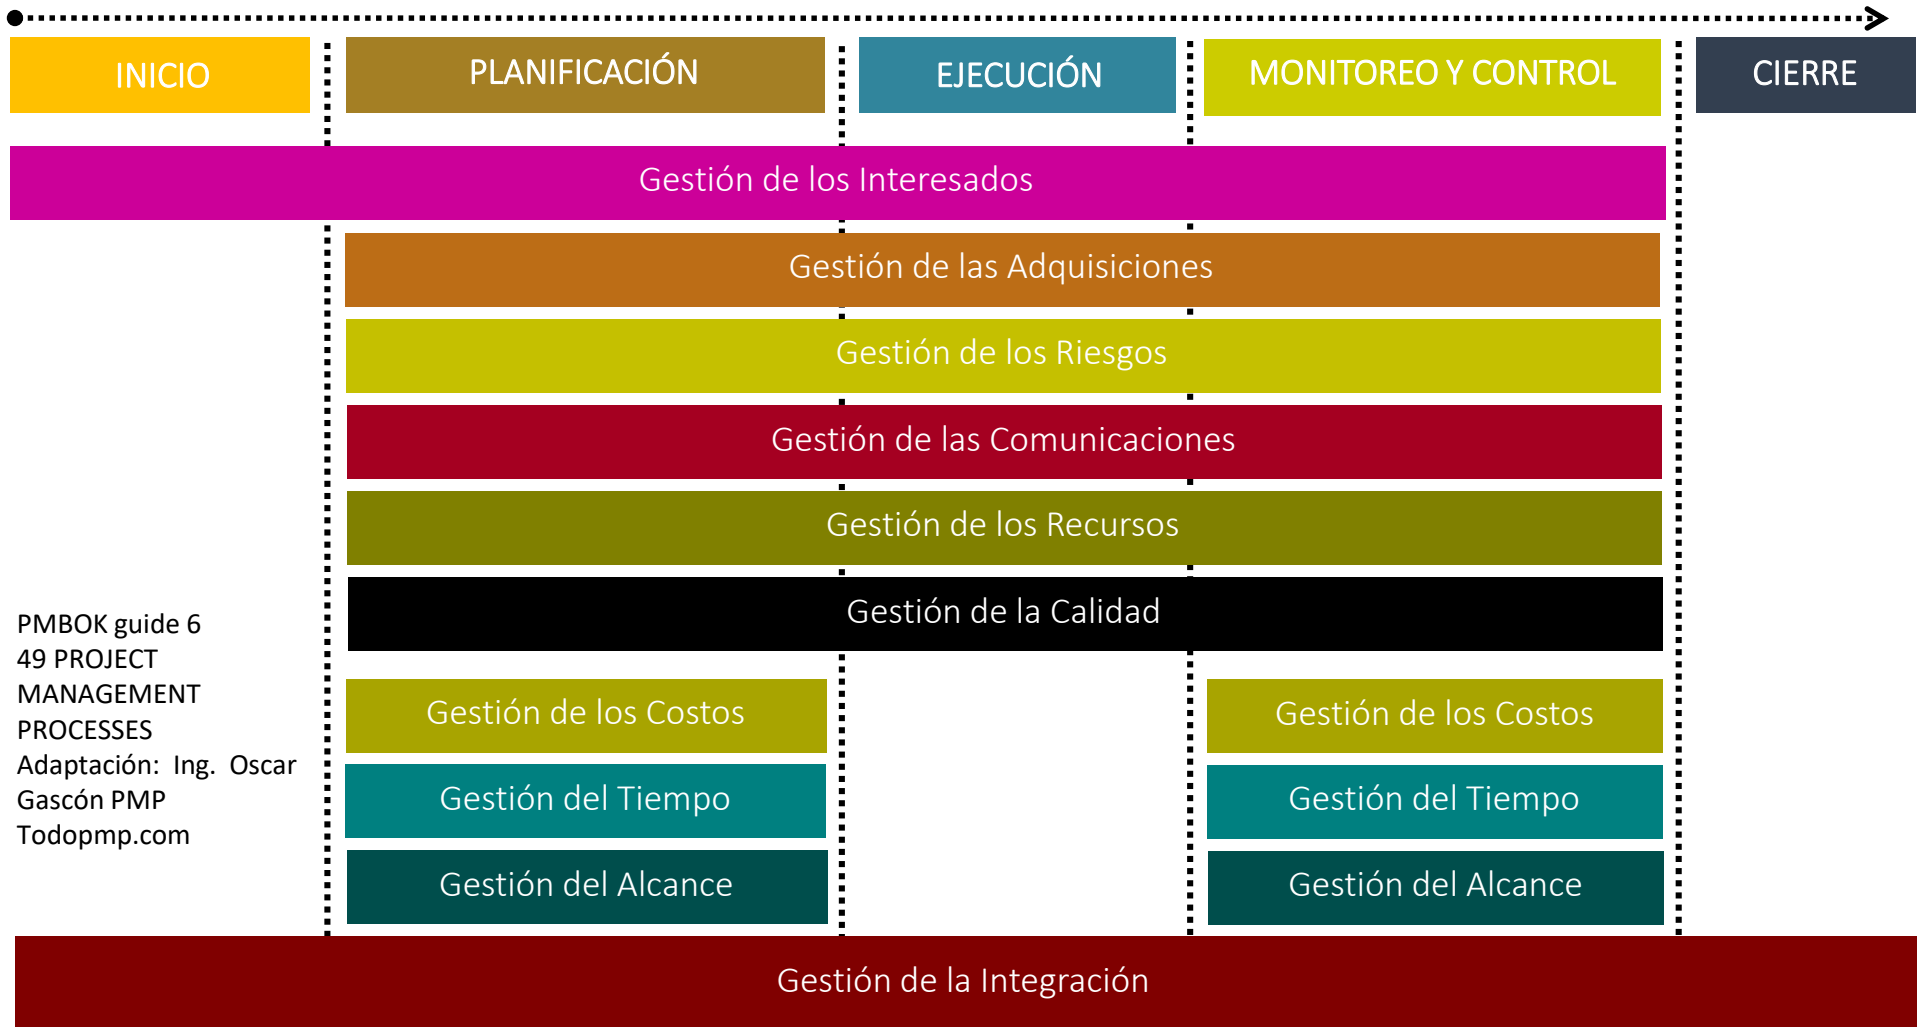 INICIO
PLANIFICACIÓN
EJECUCIÓN
MONITOREO Y CONTROL
CIERRE
Gestión de los Interesados
Gestión de las Adquisiciones
Gestión de los Riesgos
Gestión de las Comunicaciones
Gestión de los Recursos
Gestión de la Calidad
PMBOK guide 6
49 PROJECT
MANAGEMENT
PROCESSES
Adaptación: Ing. Oscar
Gascón PMP
Todopmp.com
Gestión de los Costos
Gestión de los Costos
Gestión del Tiempo
Gestión del Tiempo
Gestión del Alcance
Gestión del Alcance
Gestión de la Integración